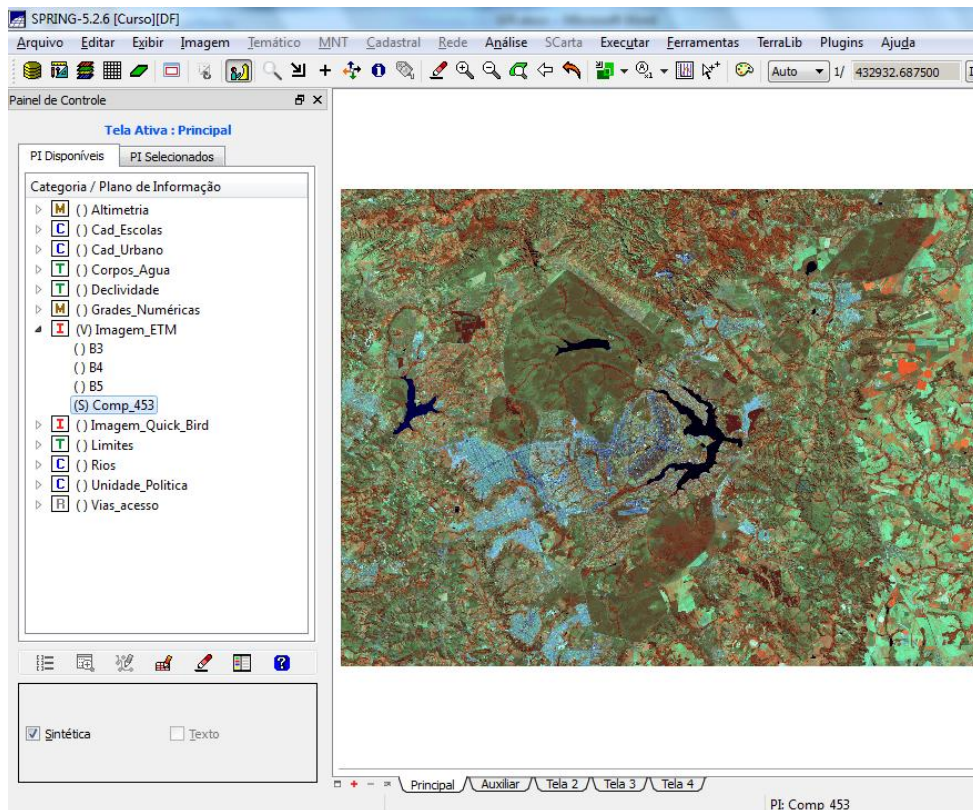 SPRING-5.2.6 [Curso][DF]
Arquivo Editar Exibir Imagem Temático MNT Cadastral Rede Análise SCarta Executar Ferramentas TerraLib Plugins Ajuda
Auto 1/ 432932.687500
Painel de Controle
Tela Ativa : Principal
PI Disponíveis PI Selecionados
Categoria / Plano de Informação
M () Altimetria
C () Cad_Escolas
C () Cad_Urbano
T () Corpos_Agua
T () Declividade
M () Grades_Numéricas
I (V) Imagem_ETM
() B3
() B4
() B5
(S) Comp_453
I () Imagem_Quick_Bird
T () Limites
C () Rios
C () Unidade_Politica
R () Vias_acesso
Sintética Texto
Principal Auxiliar Tela 2 Tela 3 Tela 4
PI: Comp_453